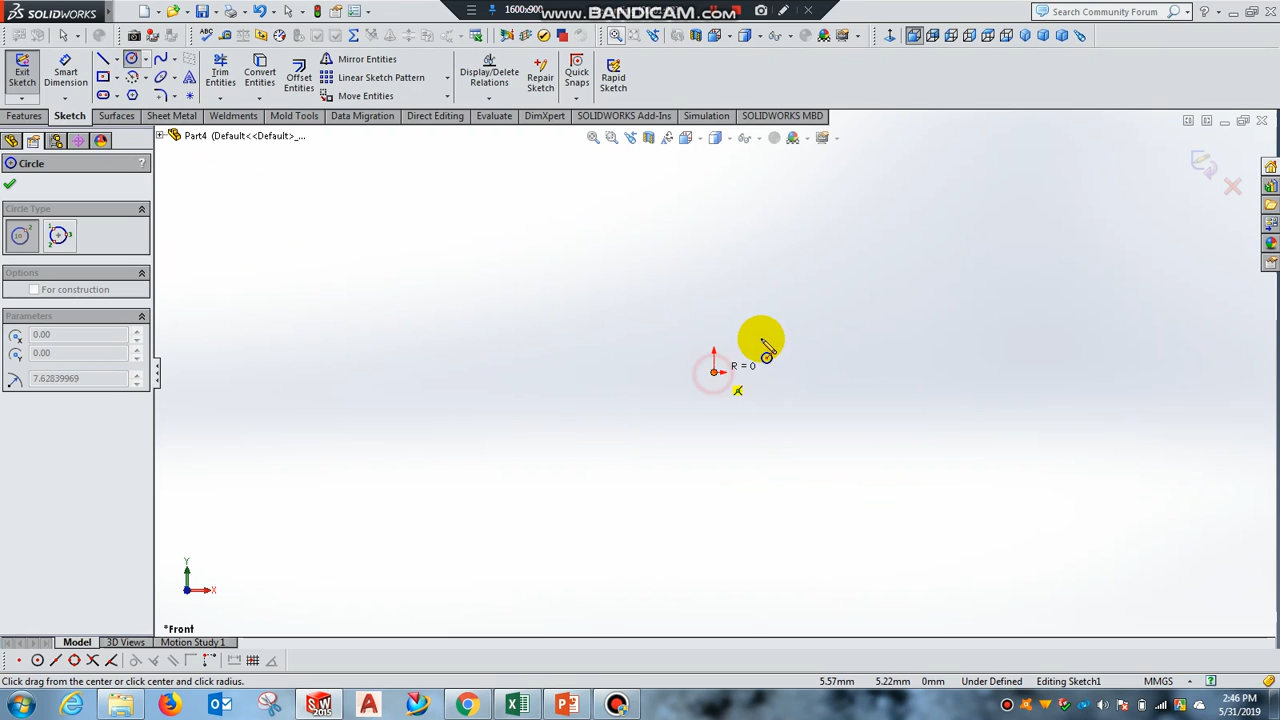 SOLIDWORKS
1600x900
www.BANDICAM.com
Search Community Forum
Exit Sketch
Smart Dimension
Trim Entities
Convert Entities
Offset Entities
Mirror Entities
Linear Sketch Pattern
Move Entities
Display/Delete Relations
Repair Sketch
Quick Snaps
Rapid Sketch
Features Sketch Surfaces Sheet Metal Weldments Mold Tools Data Migration Direct Editing Evaluate DimXpert SOLIDWORKS Add-Ins Simulation SOLIDWORKS MBD
Part4 (Default<<Default>_...
Circle ?
Circle Type
Options
For construction
Parameters
0.00
0.00
7.62839969
R = 0
Y
X
*Front
Model 3D Views Motion Study 1
Click drag from the center or click center and click radius. 5.57mm 5.22mm 0mm Under Defined Editing Sketch1 MMGS
2:46 PM
5/31/2019